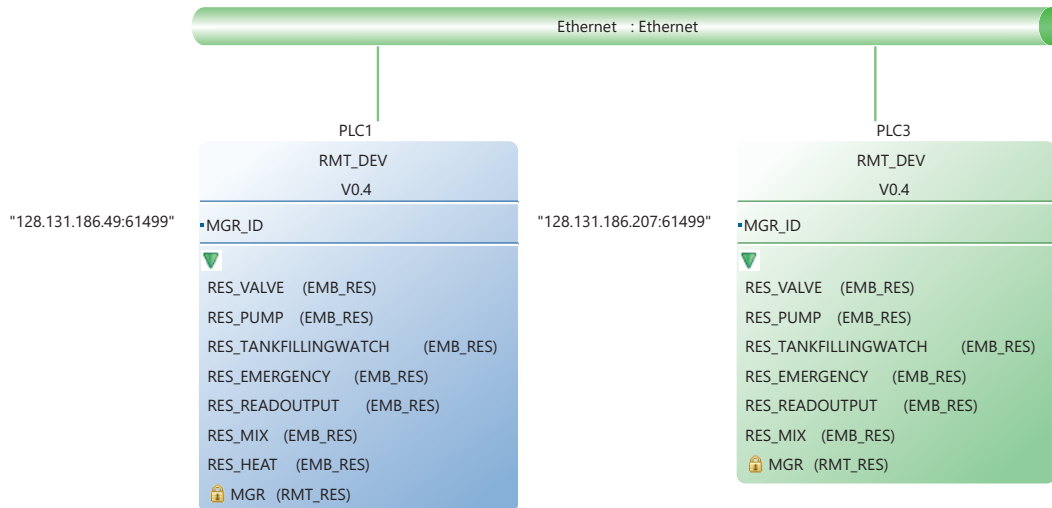 Ethernet : Ethernet
PLC1
RMT_DEV
V0.4
"128.131.186.49:61499"
MGR_ID
RES_VALVE (EMB_RES)
RES_PUMP (EMB_RES)
RES_TANKFILLINGWATCH (EMB_RES)
RES_EMERGENCY (EMB_RES)
RES_READOUTPUT (EMB_RES)
RES_MIX (EMB_RES)
RES_HEAT (EMB_RES)
MGR (RMT_RES)
PLC3
RMT_DEV
V0.4
"128.131.186.207:61499"
MGR_ID
RES_VALVE (EMB_RES)
RES_PUMP (EMB_RES)
RES_TANKFILLINGWATCH (EMB_RES)
RES_EMERGENCY (EMB_RES)
RES_READOUTPUT (EMB_RES)
RES_MIX (EMB_RES)
MGR (RMT_RES)